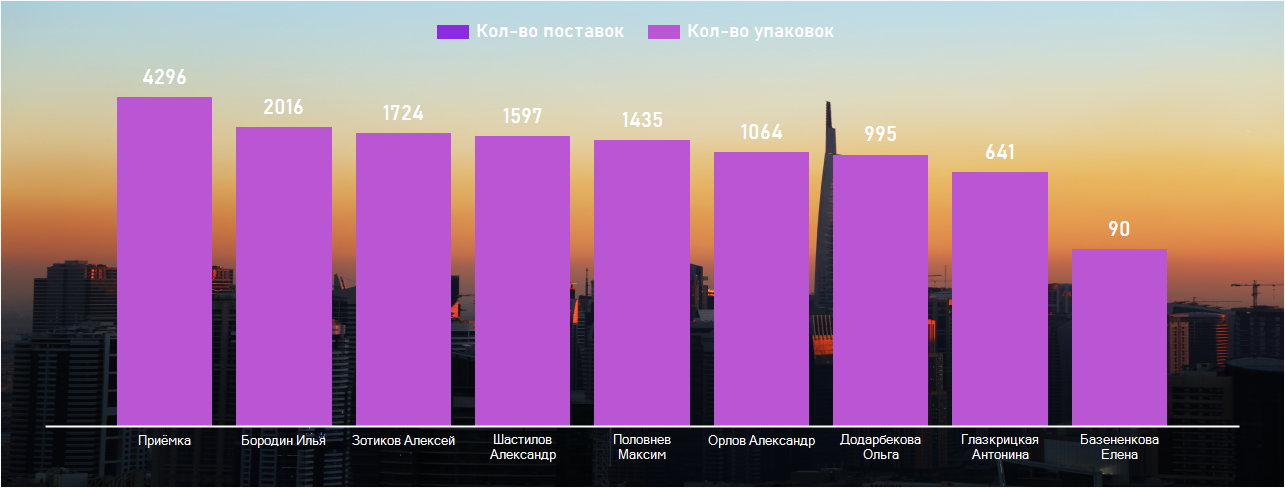 Кол-во поставок Кол-во упаковок
4296
2016
1724
1597
1435
1064
995
641
90
Приёмка
Бородин Илья
Зотиков Алексей
Шастилов
Александр
Половнев
Максим
Орлов Александр
Додарбекова
Ольга
Глазкрицкая
Антонина
Базененкова
Елена